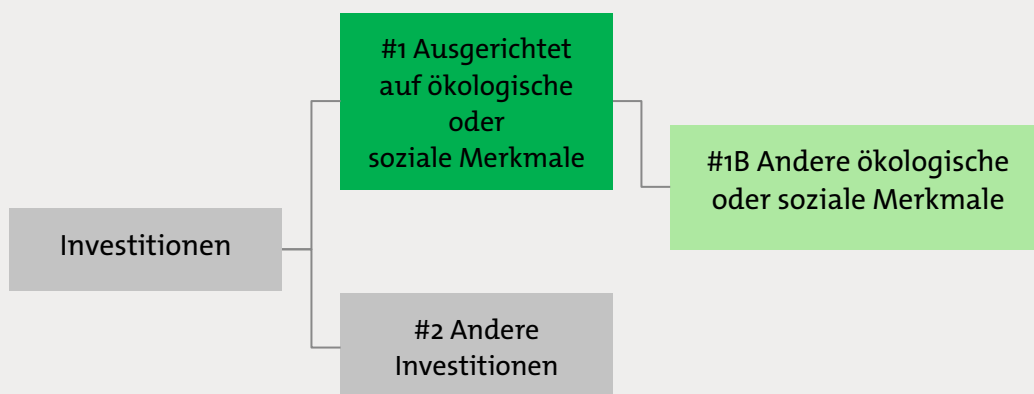 #1 Ausgerichtet
auf ökologische
oder
soziale Merkmale
#1B Andere ökologische
oder soziale Merkmale
Investitionen
#2 Andere
Investitionen